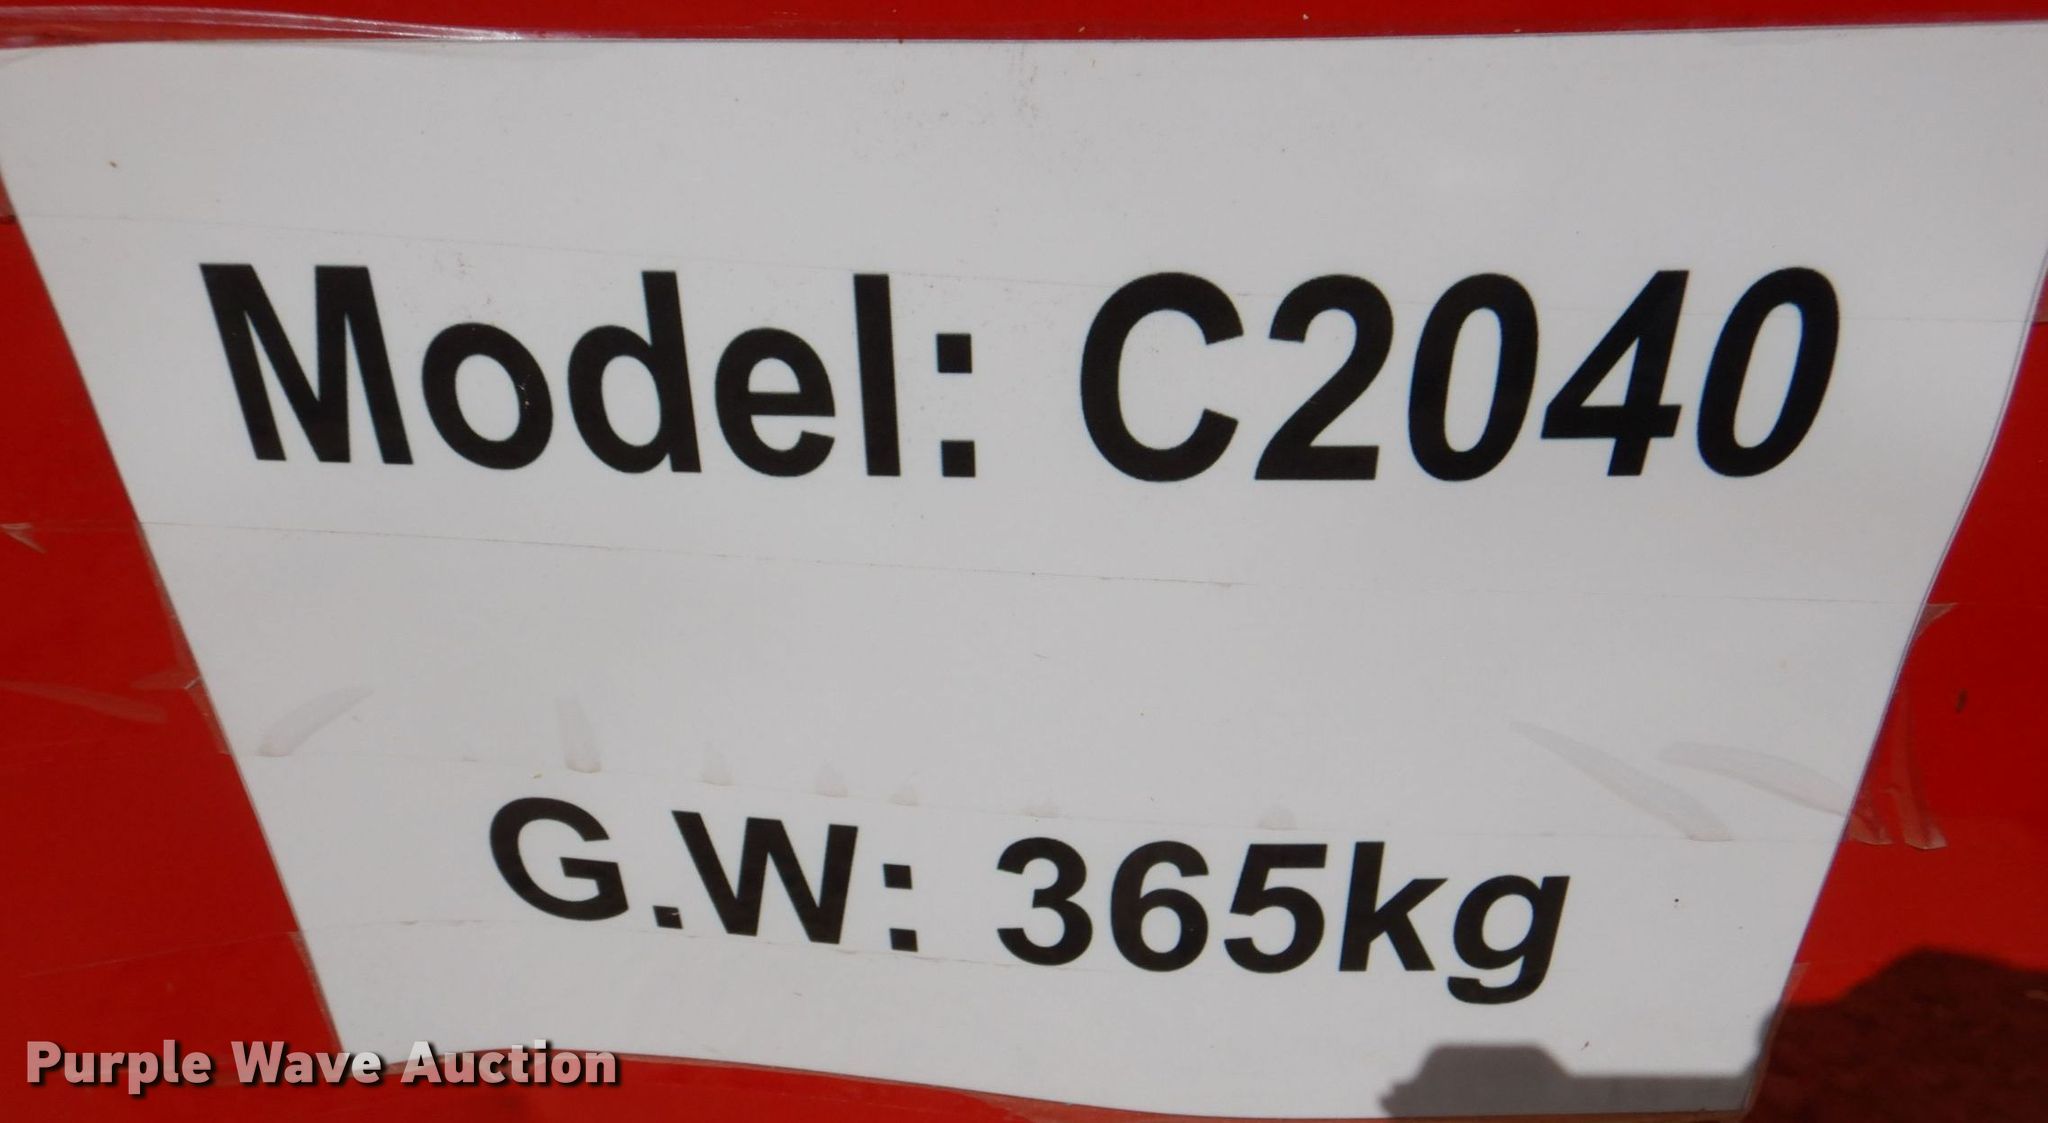 Model: C2040
G.W: 365kg
Purple Wave Auction